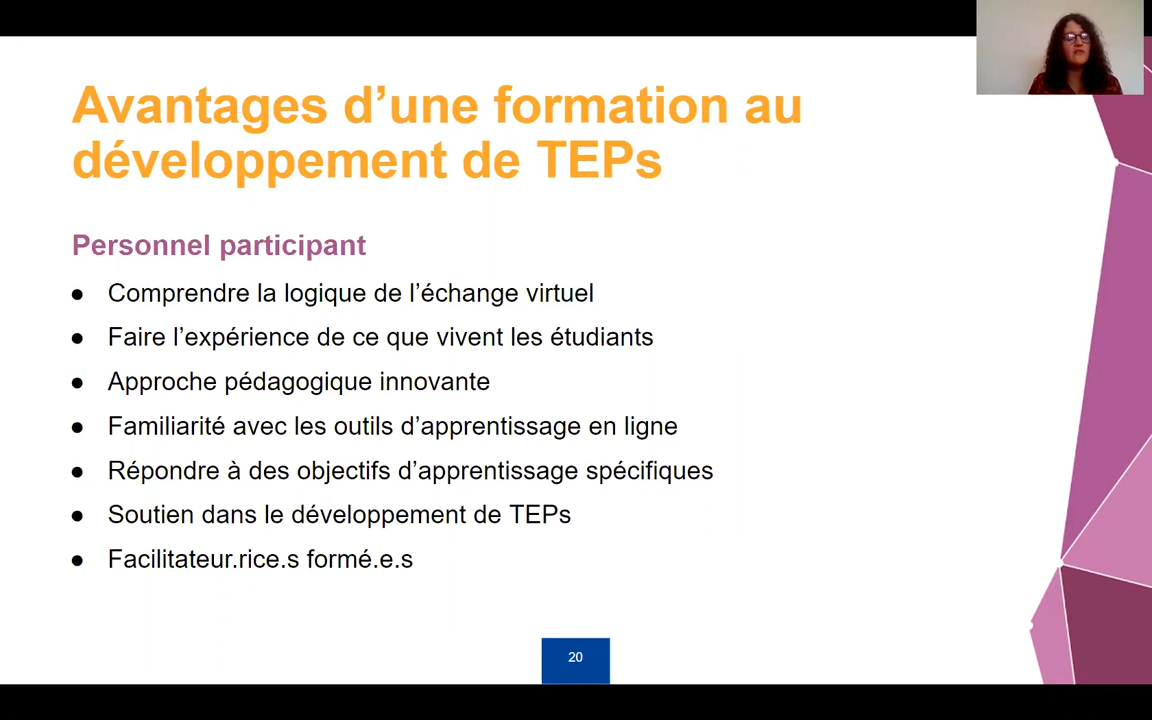 Avantages d’une formation au
développement de TEPs
Personnel participant
● Comprendre la logique de l’échange virtuel
● Faire l’expérience de ce que vivent les étudiants
● Approche pédagogique innovante
● Familiarité avec les outils d’apprentissage en ligne
● Répondre à des objectifs d’apprentissage spécifiques
● Soutien dans le développement de TEPs
● Facilitateur.rice.s formé.e.s
20